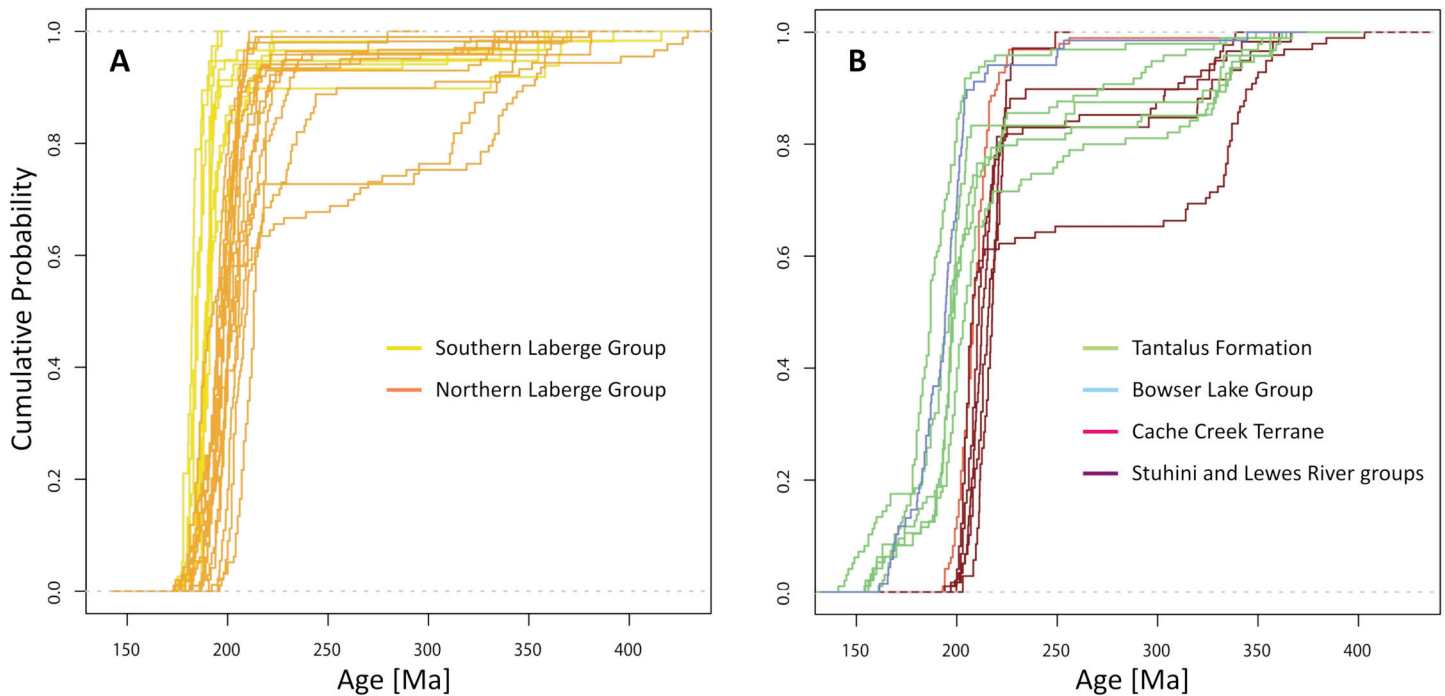 A
B
Cumulative Probability
0.0
0.2
0.4
0.6
0.8
1.0
Southern Laberge Group
Northern Laberge Group
150
200
250
300
350
400
Age [Ma]
0.0
0.2
0.4
0.6
0.8
1.0
Tantalus Formation
Bowser Lake Group
Cache Creek Terrane
Stuhini and Lewes River groups
150
200
250
300
350
400
Age [Ma]